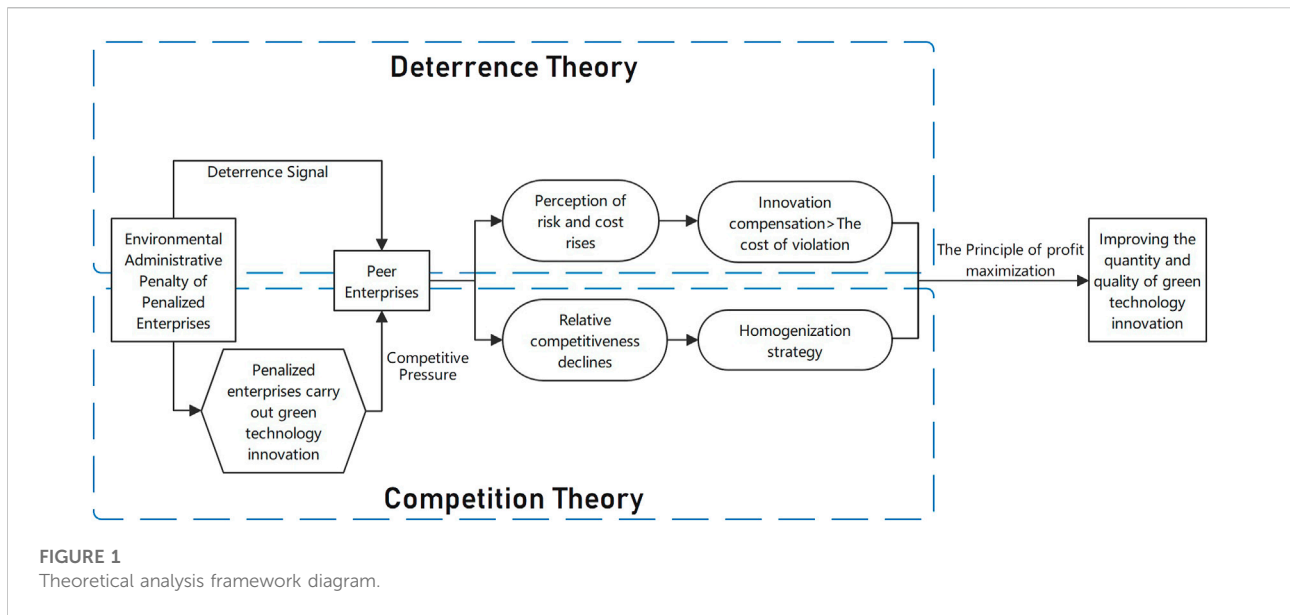 Deterrence Theory
Deterrence Signal
Environmental
Administrative
Penalty of
Penalized
Enterprises
Peer
Enterprises
Perception of
risk and cost
rises
Innovation
compensation>The
cost of violation
The Principle of profit
maximization
Improving the
quantity and
quality of green
technology
innovation
Relative
competitiveness
declines
Homogenization
strategy
Competitive
Pressure
Penalized
enterprises carry
out green
technology
innovation
Competition Theory
FIGURE 1
Theoretical analysis framework diagram.